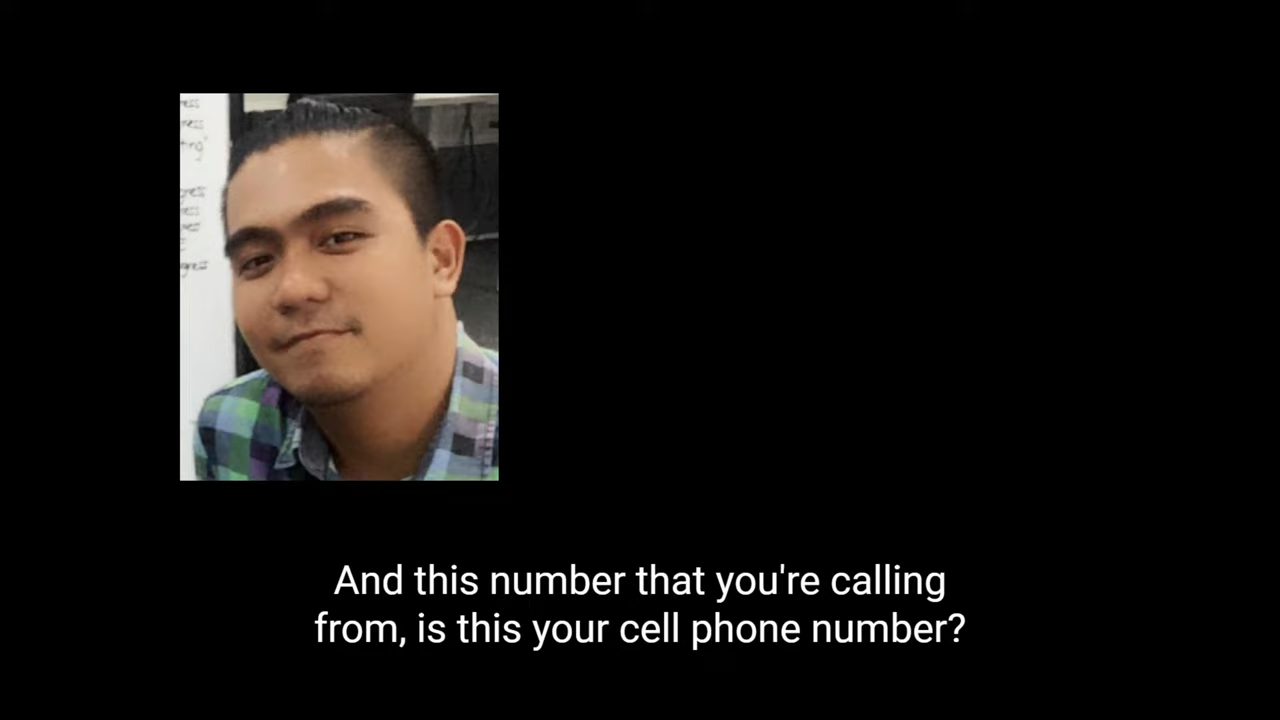 And this number that you're calling
from, is this your cell phone number?